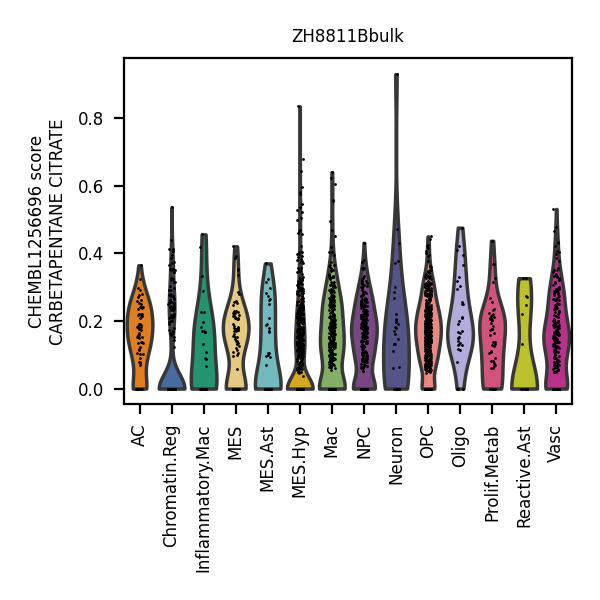 ZH8811Bbulk
CHEMBL1256696 score
CARBETAPENTANE CITRATE
0.8
0.6
0.4
0.2
0.0
AC
Chromatin.Reg
Inflammatory.Mac
MES
MES.Ast
MES.Hyp
Mac
NPC
Neuron
OPC
Oligo
Prolif.Metab
Reactive.Ast
Vasc